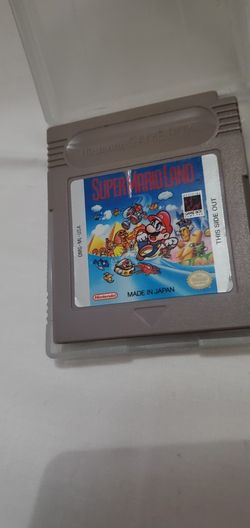 Nintendo GAME BOY
SUPER MARIO LAND
DMG-ML-USA
THIS SIDE OUT
Nintendo
MADE IN JAPAN